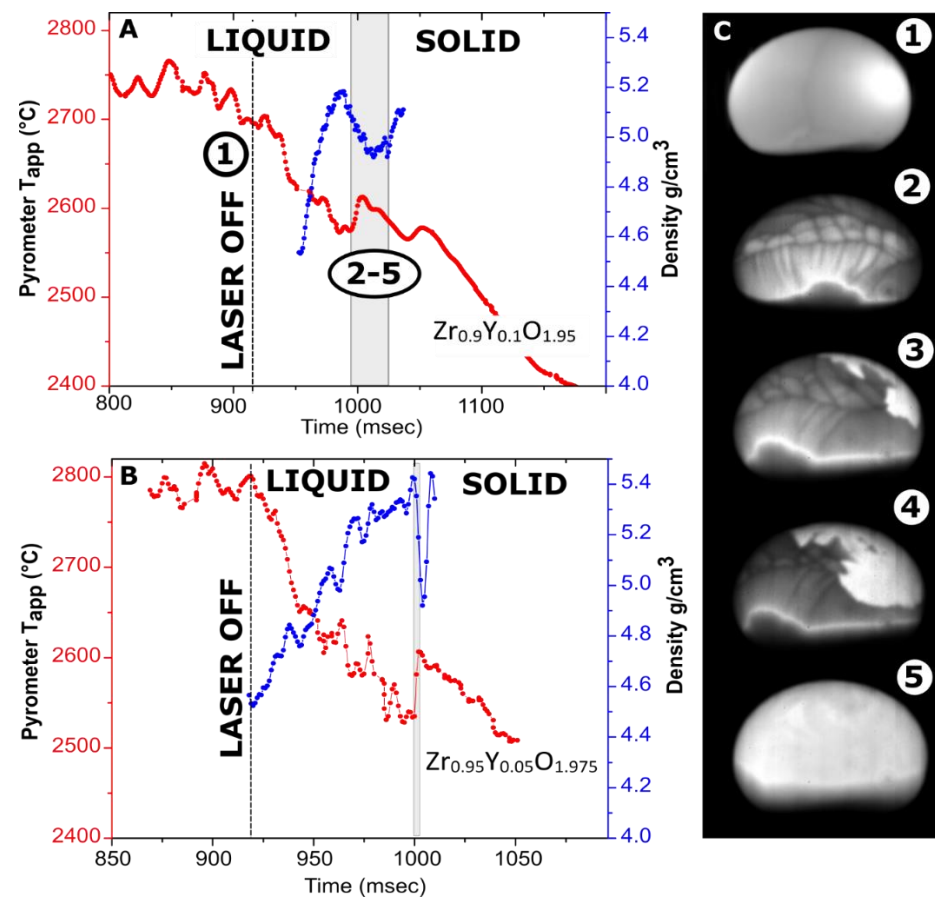 A
LIQUID
SOLID
Pyrometer Tapp (°C)
2800
2700
2600
2500
2400
1
LASER OFF
2-5
Zr0.9Y0.1O1.95
5.4
5.2
5.0
4.8
4.6
4.4
4.2
4.0
Density g/cm3
800
900
1000
1100
Time (msec)
B
LIQUID
SOLID
Pyrometer Tapp (°C)
2800
2700
2600
2500
2400
LASER OFF
Zr0.95Y0.05O1.975
5.4
5.2
5.0
4.8
4.6
4.4
4.2
4.0
Density g/cm3
850
900
950
1000
1050
Time (msec)
C
1
2
3
4
5